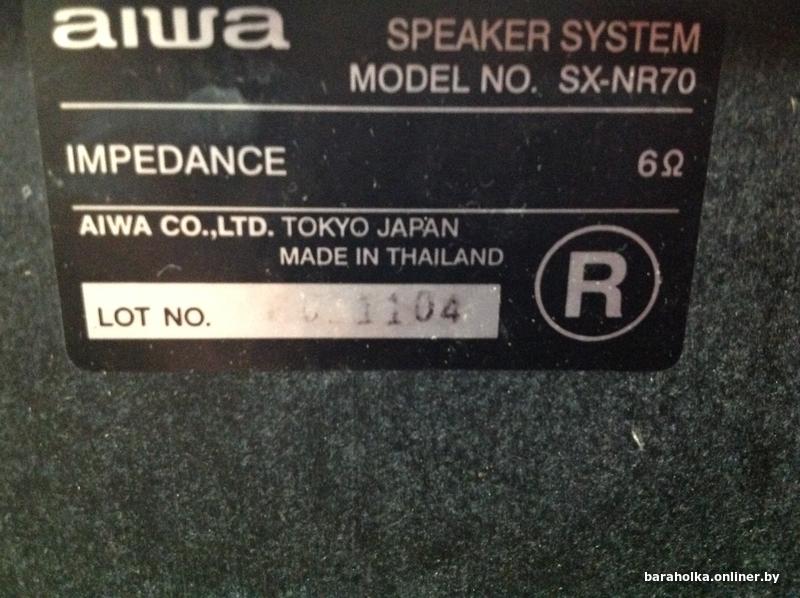 aiwa SPEAKER SYSTEM
MODEL NO. SX-NR70
IMPEDANCE 6Ω
AIWA CO.,LTD. TOKYO JAPAN
MADE IN THAILAND
R
LOT NO. 1104
baraholka.onliner.by